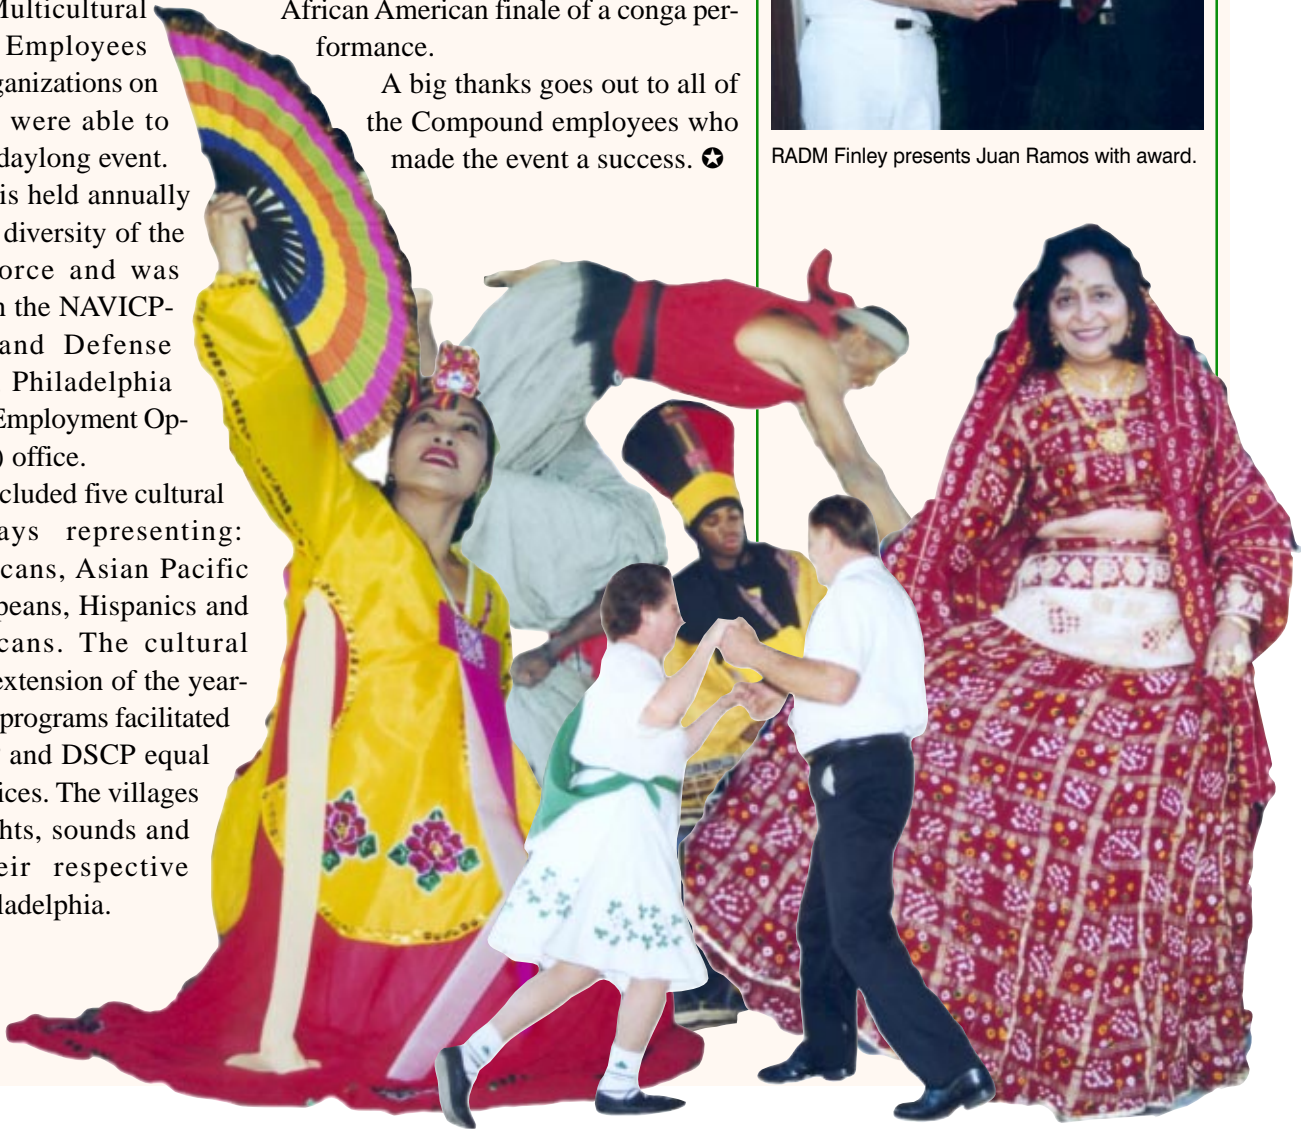 Multicultural
Employees
ganizations on
were able to
daylong event.
is held annually
diversity of the
orce and was
n the NAVICP-
and Defense
Philadelphia
Employment Op-
) office.
cluded five cultural
ays representing:
cans, Asian Pacific
peans, Hispanics and
cans. The cultural
extension of the year-
programs facilitated
and DSCP equal
ices. The villages
hts, sounds and
eir respective
ladelphia.
African American finale of a conga per-
formance.
A big thanks goes out to all of
the Compound employees who
made the event a success. ✪
RADM Finley presents Juan Ramos with award.